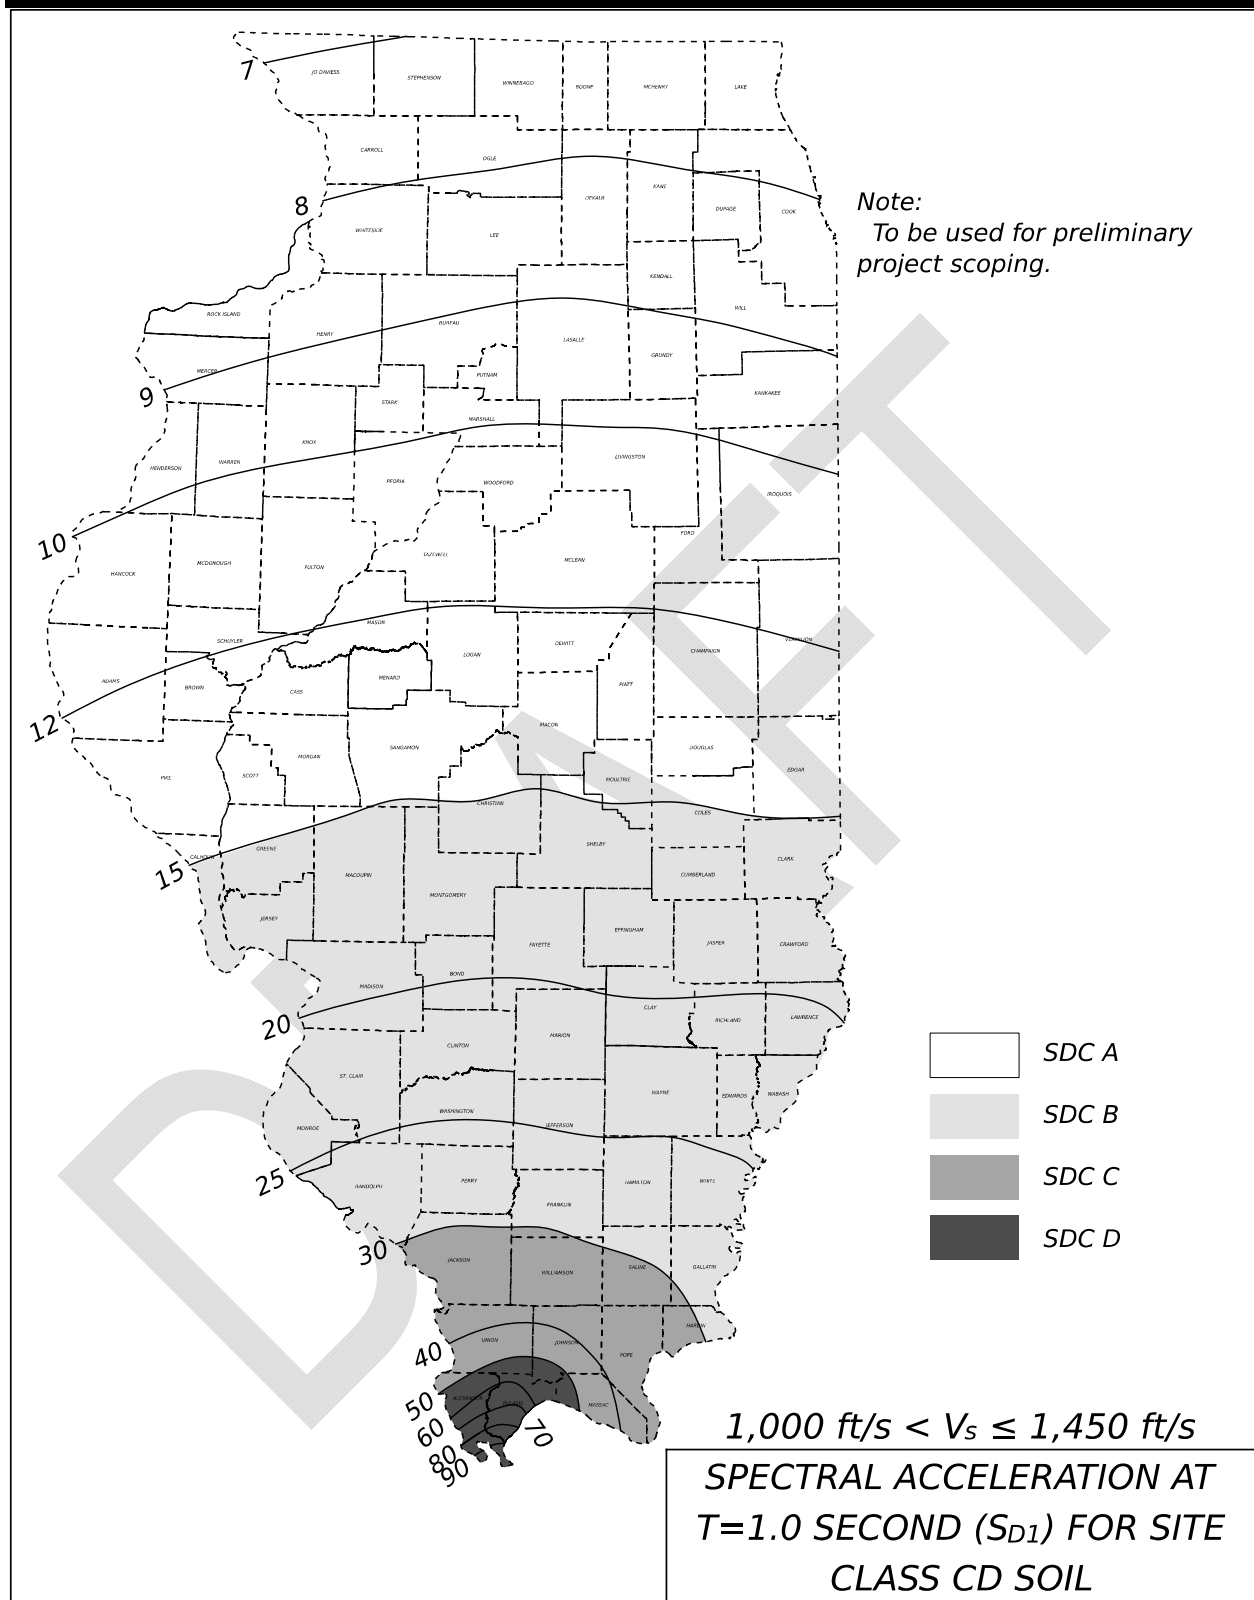 7
JO DAVIESS
STEPHENSON
WINNEBAGO
BOONE
MCHENRY
LAKE
CARROLL
OGLE
8
DEKALB
KANE
DUPAGE
COOK
Note:
To be used for preliminary
project scoping.
WHITESIDE
LEE
KENDALL
ROCK ISLAND
HENRY
BUREAU
LASALLE
WILL
GRUNDY
9
MERCER
STARK
PUTNAM
MARSHALL
KANKAKEE
HENDERSON
WARREN
KNOX
PEORIA
WOODFORD
LIVINGSTON
IROQUOIS
10
FORD
HANCOCK
MCDONOUGH
FULTON
TAZEWELL
MCLEAN
12
SCHUYLER
MASON
LOGAN
DEWITT
CHAMPAIGN
VERMILION
ADAMS
BROWN
CASS
MENARD
PIATT
MACON
PIKE
SCOTT
MORGAN
SANGAMON
DOUGLAS
EDGAR
MOULTRIE
CHRISTIAN
COLES
15
CALHOUN
GREENE
MACOUPIN
SHELBY
CUMBERLAND
CLARK
MONTGOMERY
JERSEY
FAYETTE
EFFINGHAM
JASPER
CRAWFORD
20
MADISON
BOND
CLAY
RICHLAND
LAWRENCE
CLINTON
MARION
ST. CLAIR
WAYNE
EDWARDS
WABASH
MONROE
WASHINGTON
JEFFERSON
25
RANDOLPH
PERRY
HAMILTON
WHITE
FRANKLIN
30
JACKSON
WILLIAMSON
SALINE
GALLATIN
40
UNION
JOHNSON
POPE
HARDIN
50
ALEXANDER
PULASKI
MASSAC
60
70
80
90
DRAFT
SDC A
SDC B
SDC C
SDC D
1,000 ft/s < Vs ≤ 1,450 ft/s
SPECTRAL ACCELERATION AT
T=1.0 SECOND (SD1) FOR SITE
CLASS CD SOIL